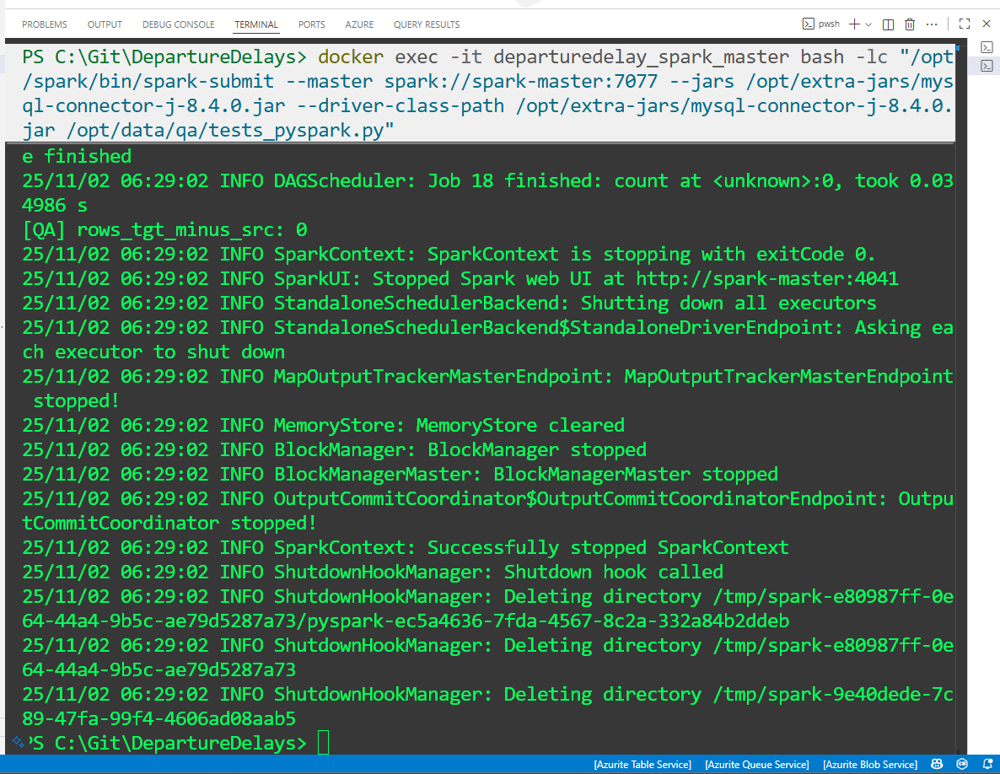 PROBLEMS OUTPUT DEBUG CONSOLE TERMINAL PORTS AZURE QUERY RESULTS pwsh
PS C:\Git\DepartureDelays> docker exec -it departuredelay_spark_master bash -lc "/opt
/spark/bin/spark-submit --master spark://spark-master:7077 --jars /opt/extra-jars/mys
ql-connector-j-8.4.0.jar --driver-class-path /opt/extra-jars/mysql-connector-j-8.4.0.
jar /opt/data/qa/tests_pyspark.py"
e finished
25/11/02 06:29:02 INFO DAGScheduler: Job 18 finished: count at <unknown>:0, took 0.03
4986 s
[QA] rows_tgt_minus_src: 0
25/11/02 06:29:02 INFO SparkContext: SparkContext is stopping with exitCode 0.
25/11/02 06:29:02 INFO SparkUI: Stopped Spark web UI at http://spark-master:4041
25/11/02 06:29:02 INFO StandaloneSchedulerBackend: Shutting down all executors
25/11/02 06:29:02 INFO StandaloneSchedulerBackend$StandaloneDriverEndpoint: Asking ea
ch executor to shut down
25/11/02 06:29:02 INFO MapOutputTrackerMasterEndpoint: MapOutputTrackerMasterEndpoint
 stopped!
25/11/02 06:29:02 INFO MemoryStore: MemoryStore cleared
25/11/02 06:29:02 INFO BlockManager: BlockManager stopped
25/11/02 06:29:02 INFO BlockManagerMaster: BlockManagerMaster stopped
25/11/02 06:29:02 INFO OutputCommitCoordinator$OutputCommitCoordinatorEndpoint: Outpu
tCommitCoordinator stopped!
25/11/02 06:29:02 INFO SparkContext: Successfully stopped SparkContext
25/11/02 06:29:02 INFO ShutdownHookManager: Shutdown hook called
25/11/02 06:29:02 INFO ShutdownHookManager: Deleting directory /tmp/spark-e80987ff-0e
64-44a4-9b5c-ae79d5287a73/pyspark-ec5a4636-7fda-4567-8c2a-332a84b2ddeb
25/11/02 06:29:02 INFO ShutdownHookManager: Deleting directory /tmp/spark-e80987ff-0e
64-44a4-9b5c-ae79d5287a73
25/11/02 06:29:02 INFO ShutdownHookManager: Deleting directory /tmp/spark-9e40dede-7c
89-47fa-99f4-4606ad08aab5
PS C:\Git\DepartureDelays>
[Azurite Table Service] [Azurite Queue Service] [Azurite Blob Service]